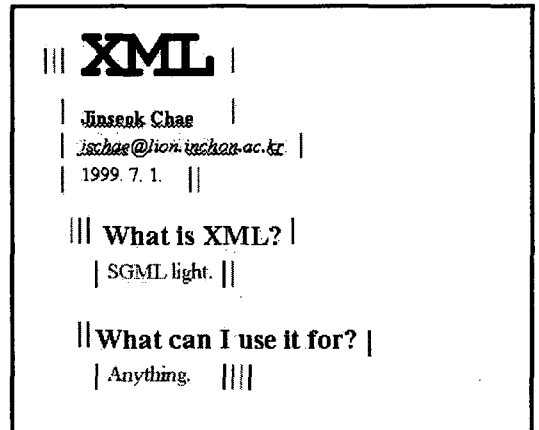 ||| XML |
| Jinseok Chae |
| jschae@lion.inchon.ac.kr |
| 1999. 7. 1. ||
||| What is XML? |
| SGML light. ||
|| What can I use it for? |
| Anything. ||||